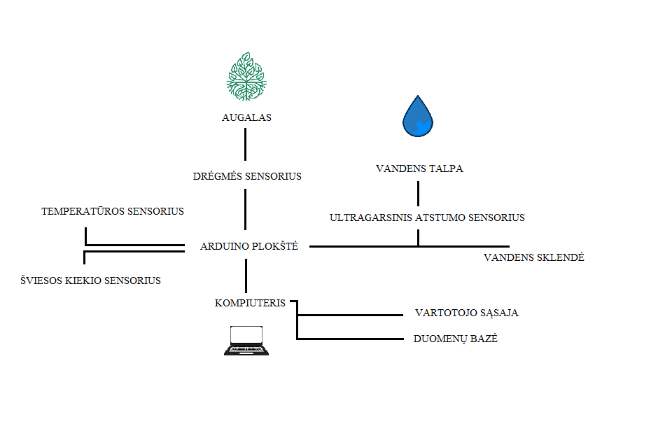 AUGALAS
VANDENS TALPA
DRĖGMĖS SENSORIUS
TEMPERATŪROS SENSORIUS
ULTRAGARSINIS ATSTUMO SENSORIUS
ARDUINO PLOKŠTĖ
VANDENS SKLENDĖ
ŠVIESOS KIEKIO SENSORIUS
KOMPIUTERIS
VARTOTOJO SĄSAJA
DUOMENŲ BAZĖ